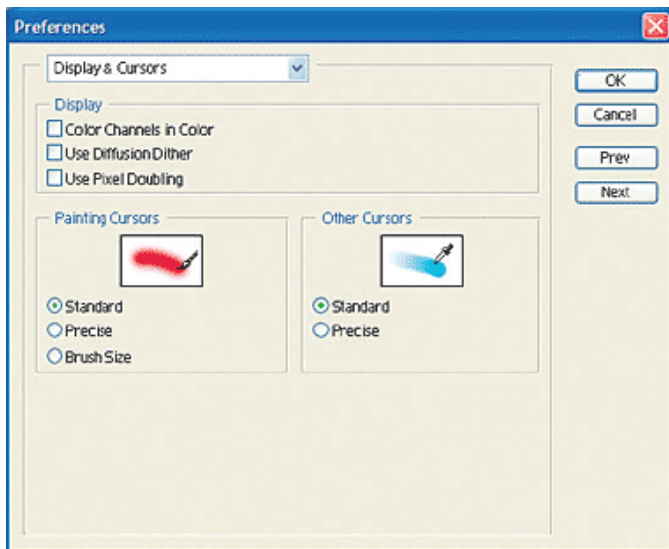 Preferences
Display & Cursors
OK
Cancel
Prev
Next
Display
Color Channels in Color
Use Diffusion Dither
Use Pixel Doubling
Painting Cursors
Standard
Precise
Brush Size
Other Cursors
Standard
Precise